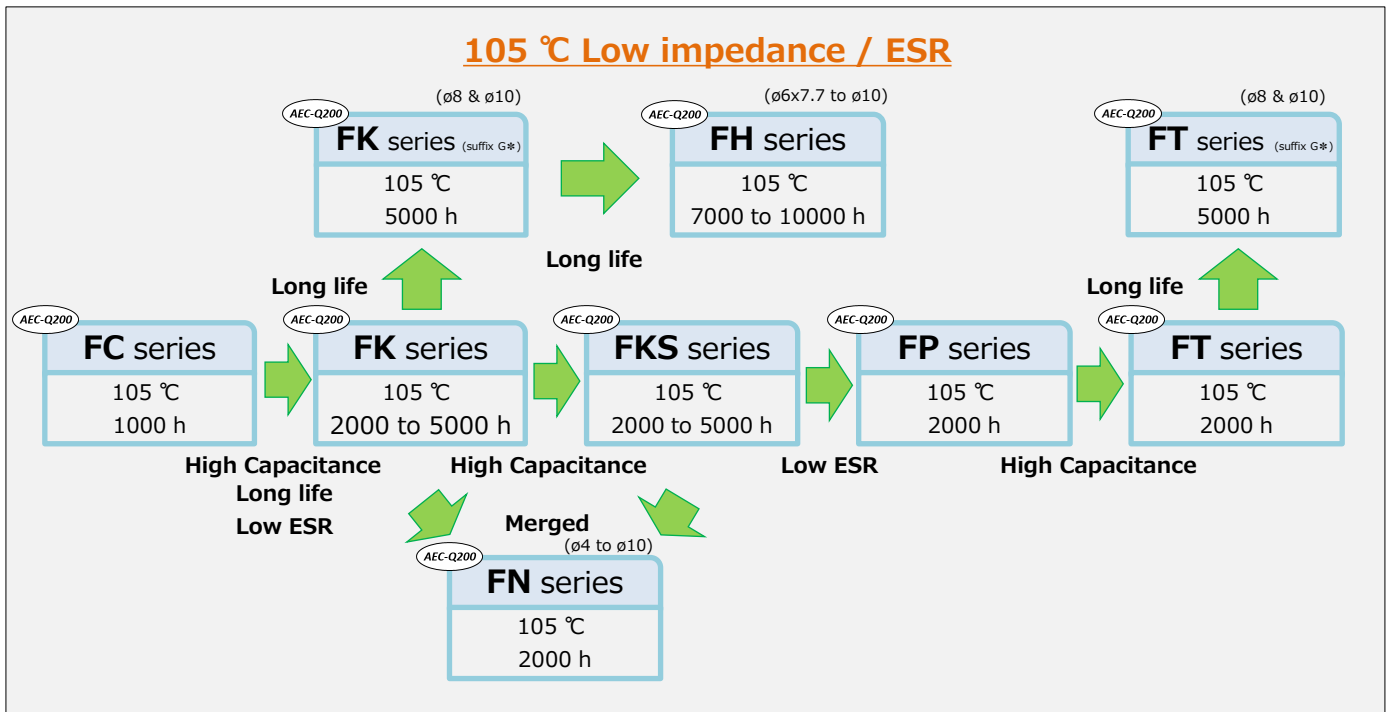 105 ℃ Low impedance / ESR
(ø8 & ø10)
AEC-Q200
FK series (suffix G✽)
105 ℃
5000 h
(ø6x7.7 to ø10)
AEC-Q200
FH series
105 ℃
7000 to 10000 h
(ø8 & ø10)
AEC-Q200
FT series (suffix G✽)
105 ℃
5000 h
Long life
Long life
Long life
AEC-Q200
FC series
105 ℃
1000 h
AEC-Q200
FK series
105 ℃
2000 to 5000 h
AEC-Q200
FKS series
105 ℃
2000 to 5000 h
AEC-Q200
FP series
105 ℃
2000 h
AEC-Q200
FT series
105 ℃
2000 h
High Capacitance
Long life
Low ESR
High Capacitance
Low ESR
High Capacitance
Merged
(ø4 to ø10)
AEC-Q200
FN series
105 ℃
2000 h